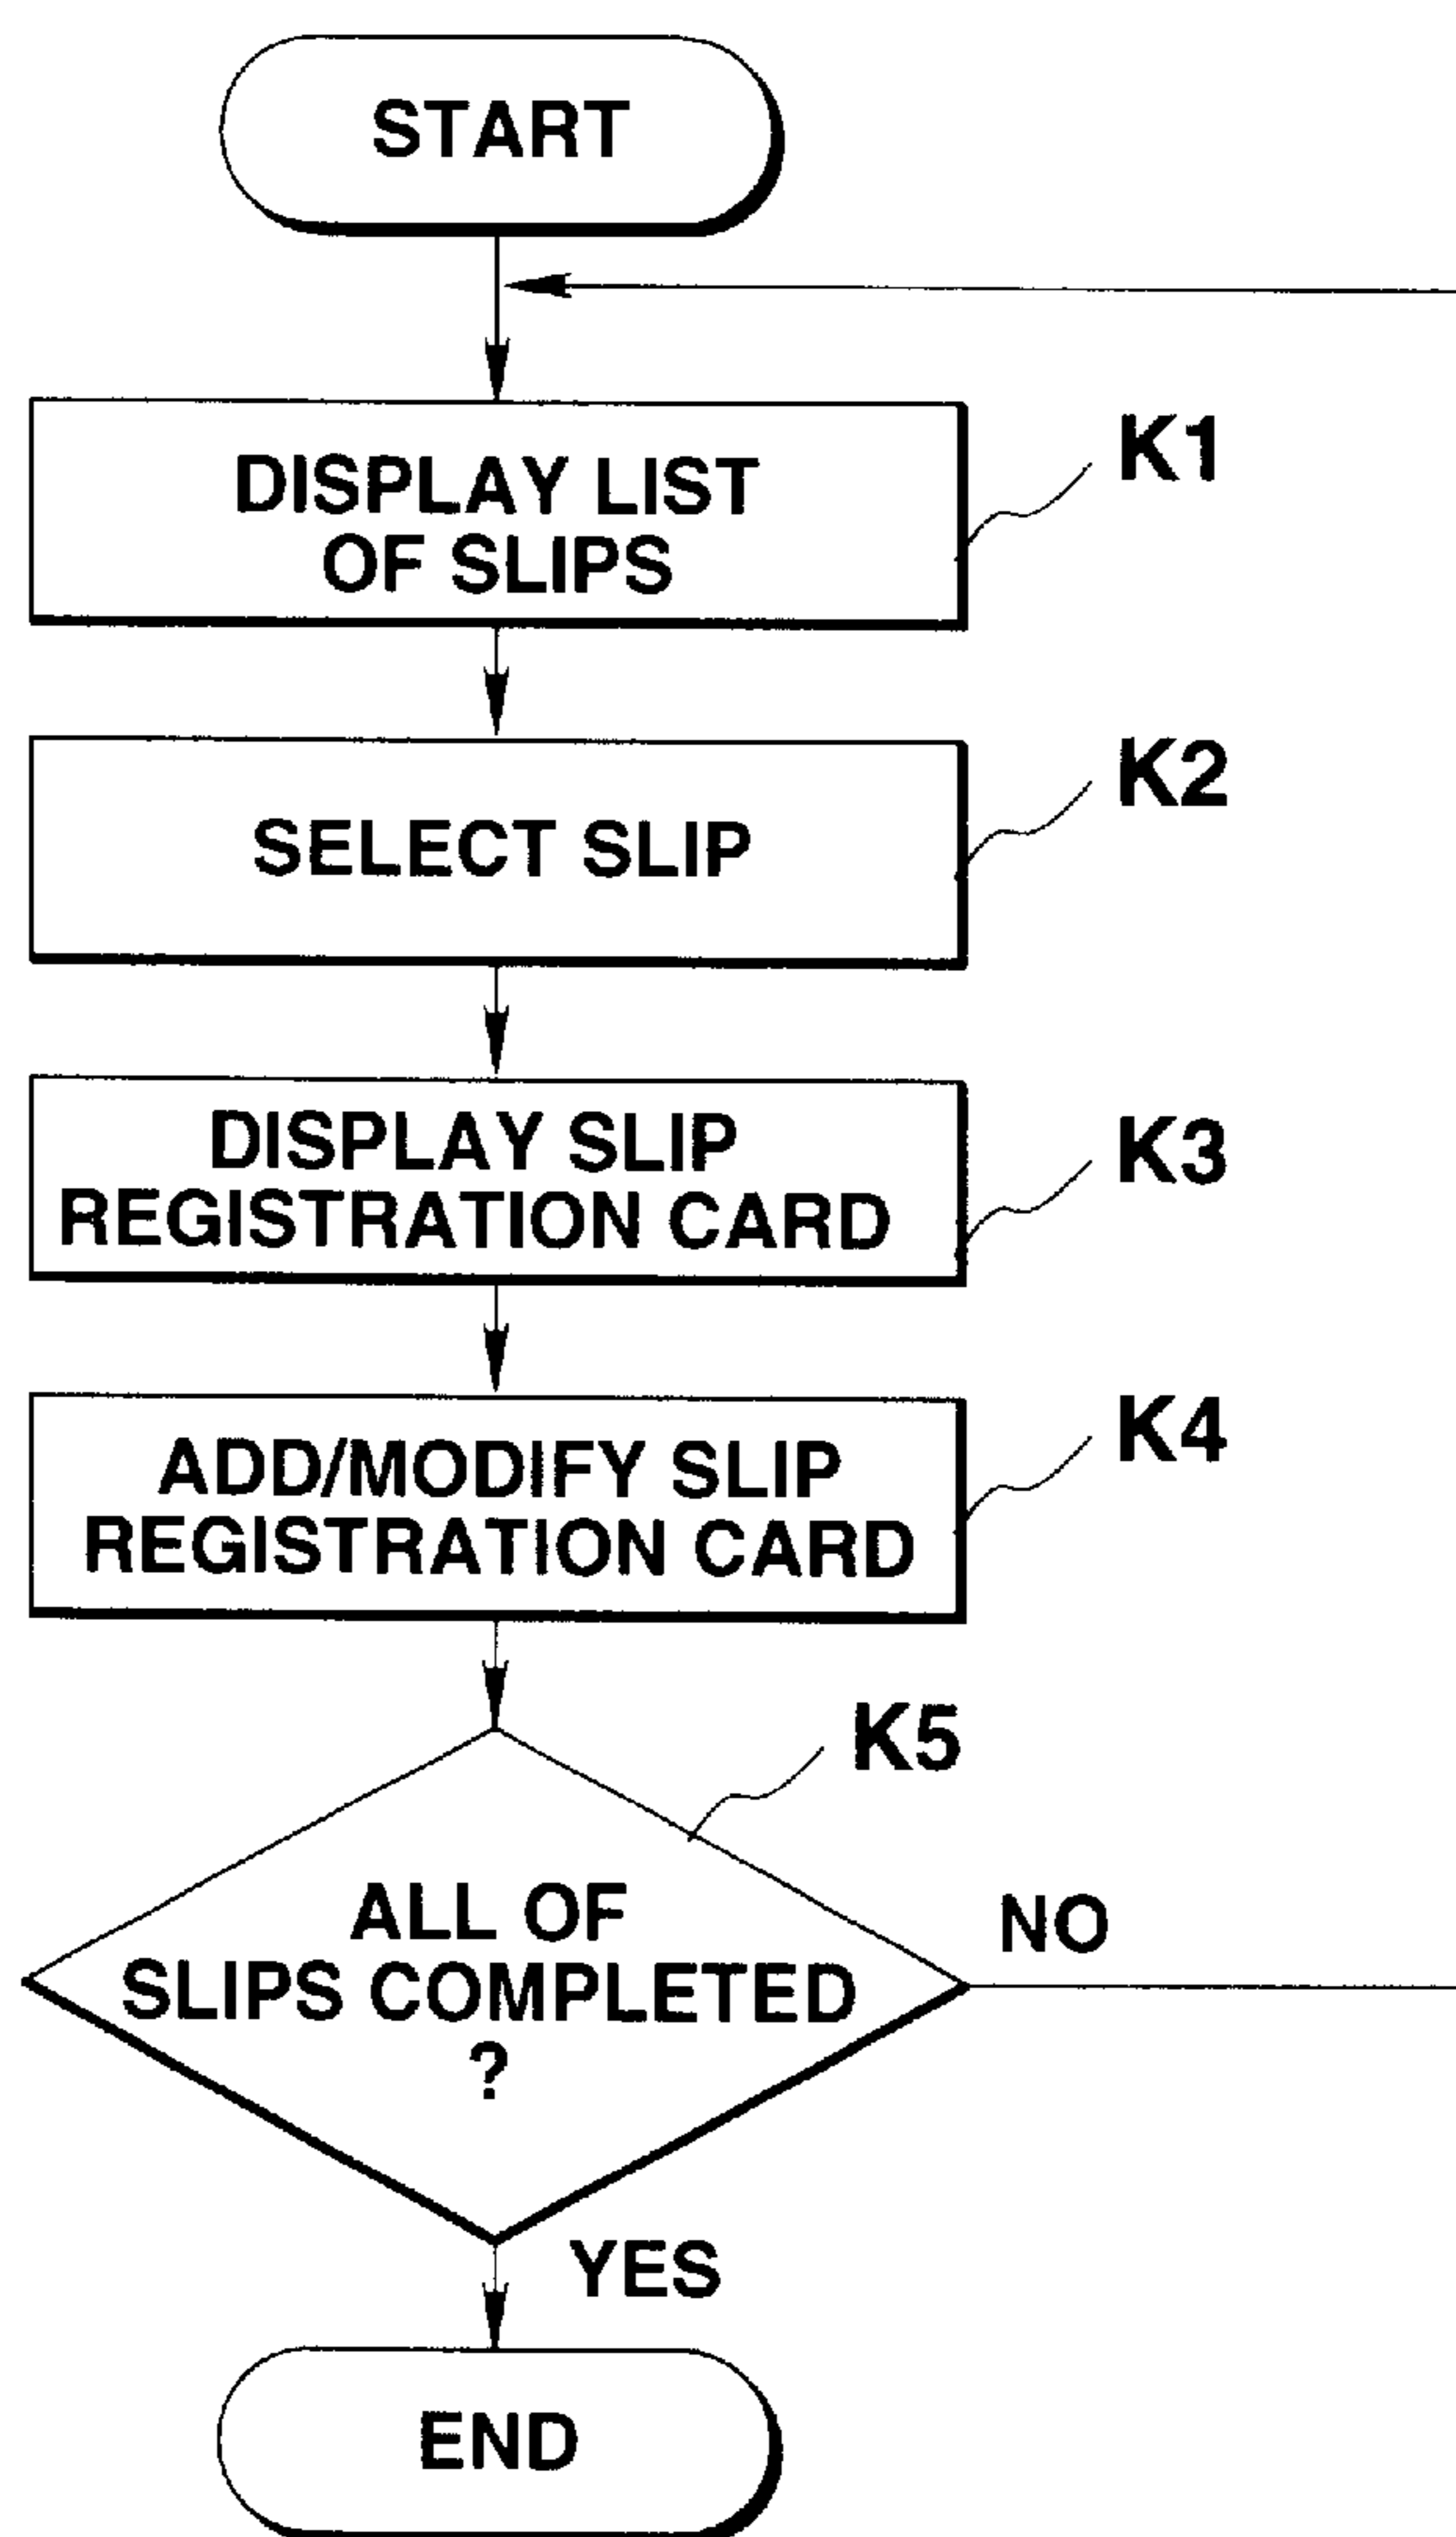 START
DISPLAY LIST
OF SLIPS
K1
SELECT SLIP
K2
DISPLAY SLIP
REGISTRATION CARD
K3
ADD/MODIFY SLIP
REGISTRATION CARD
K4
K5
ALL OF
SLIPS COMPLETED
?
NO
YES
END